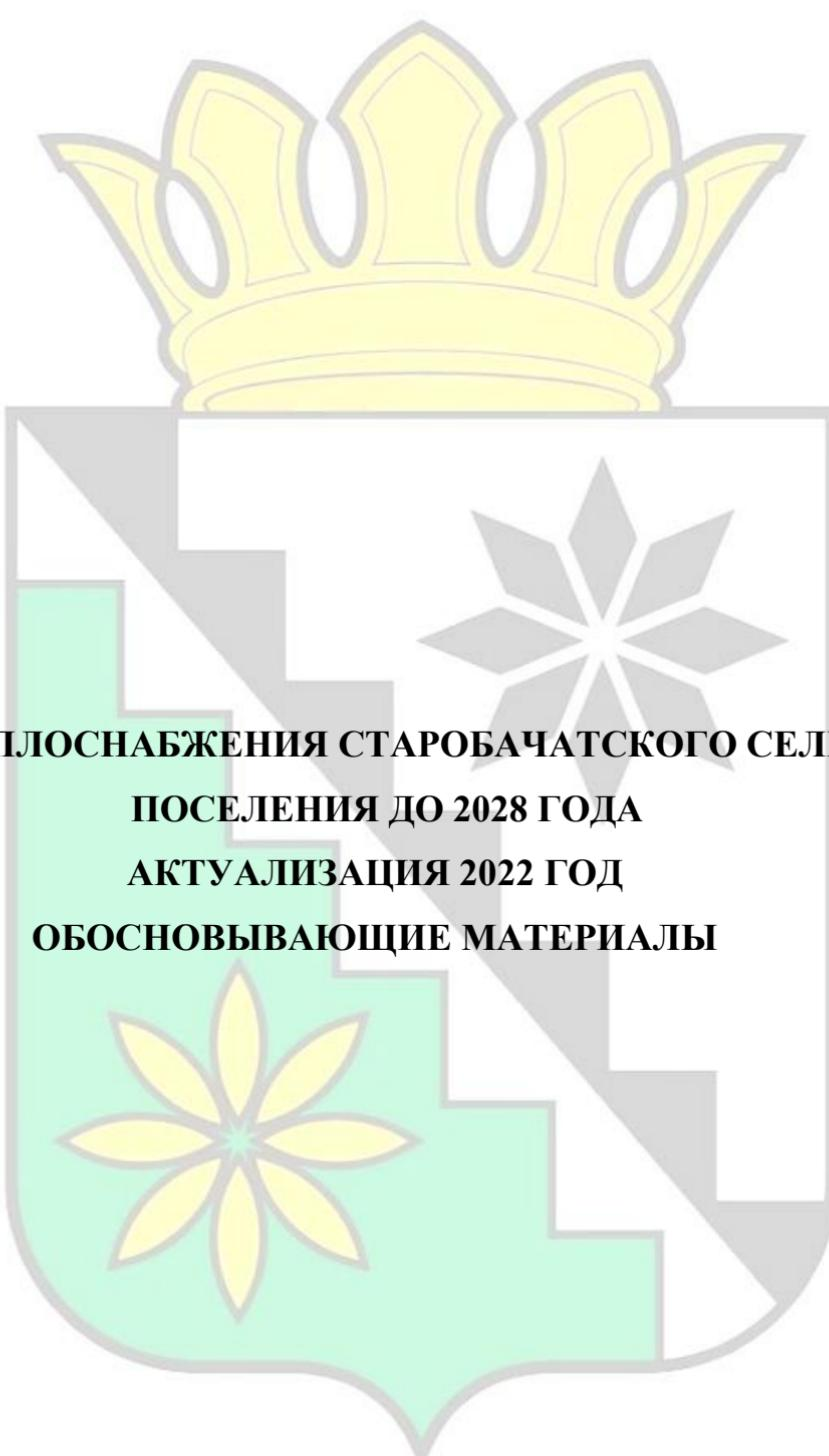 ПЛОСНАБЖЕНИЯ СТАРОБАЧАТСКОГО СЕЛ
ПОСЕЛЕНИЯ ДО 2028 ГОДА
АКТУАЛИЗАЦИЯ 2022 ГОД
ОБОСНОВЫВАЮЩИЕ МАТЕРИАЛЫ